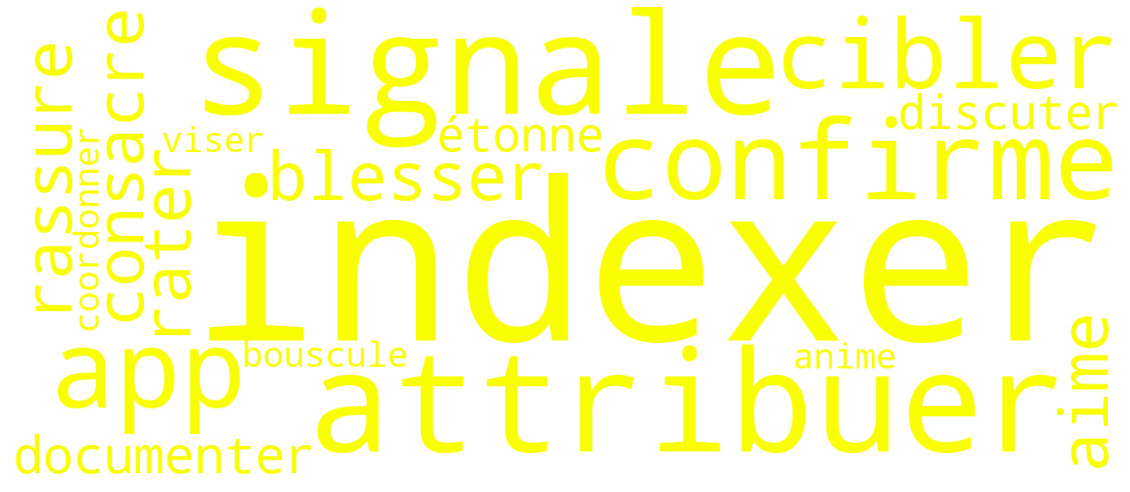 signale
cibler
rassure
consacre
discuter
viser
étonne
confirme
coordonner
rater
blesser
indexer
app
bouscule
attribuer
anime
aime
documenter